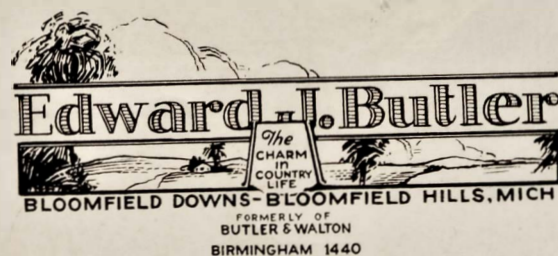 Edward J. Butler
The
CHARM
in
COUNTRY
LIFE
BLOOMFIELD DOWNS-BLOOMFIELD HILLS, MICH
FORMERLY OF
BUTLER & WALTON
BIRMINGHAM 1440